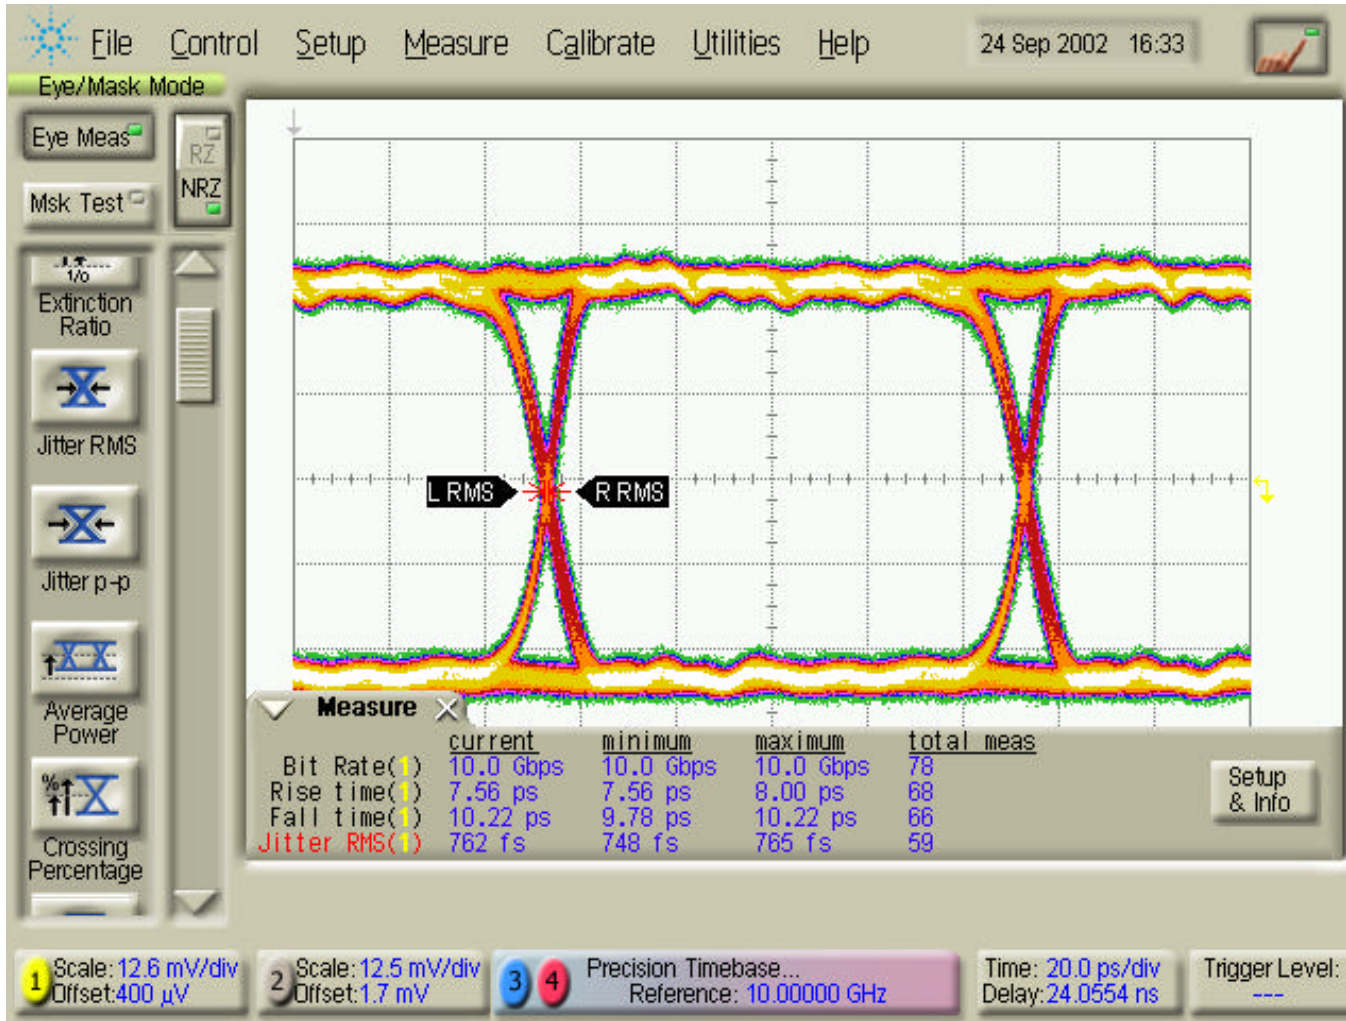 File Control Setup Measure Calibrate Utilities Help 24 Sep 2002 16:33
Eye/Mask Mode
Eye Meas
RZ
NRZ
Msk Test
1/0
Extinction
Ratio
Jitter RMS
Jitter p-p
Average
Power
%
Crossing
Percentage
L RMS R RMS
Measure
current minimum maximum total meas
Bit Rate(1) 10.0 Gbps 10.0 Gbps 10.0 Gbps 78
Rise time(1) 7.56 ps 7.56 ps 8.00 ps 68
Fall time(1) 10.22 ps 9.78 ps 10.22 ps 66
Jitter RMS(1) 762 fs 748 fs 765 fs 59
Setup
& Info
1 Scale: 12.6 mV/div
Offset: 400 µV
2 Scale: 12.5 mV/div
Offset: 1.7 mV
3 4 Precision Timebase...
Reference: 10.00000 GHz
Time: 20.0 ps/div
Delay: 24.0554 ns
Trigger Level:
---